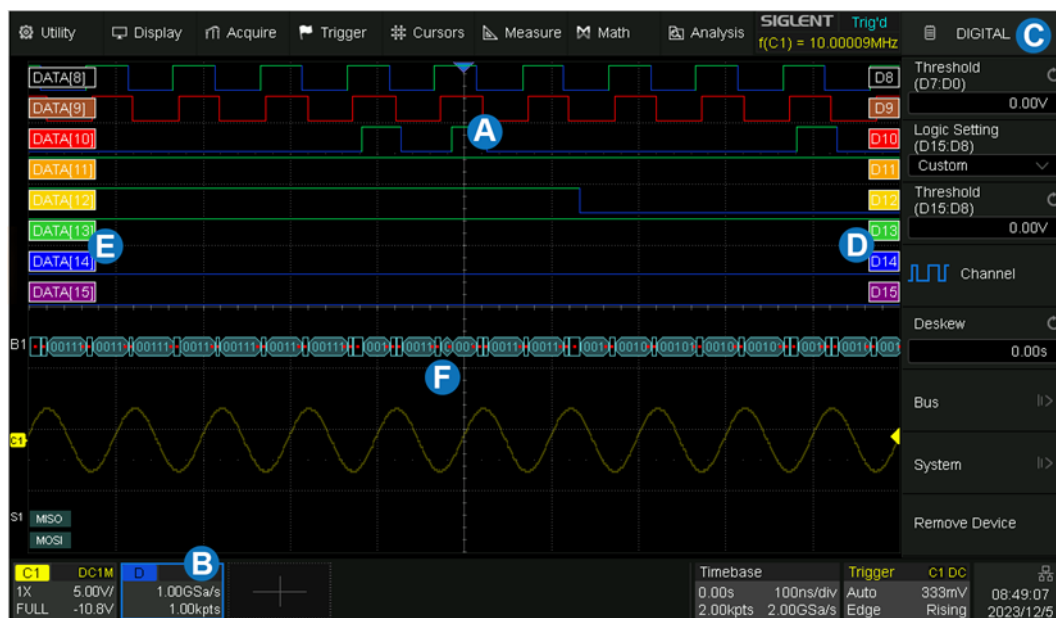 Utility
Display
Acquire
Trigger
Cursors
Measure
Math
Analysis
SIGLENT Trig'd
f(C1) = 10.00009MHz
DIGITAL C
DATA[8] D8
DATA[9] D9
DATA[10] A D10
DATA[11] D11
DATA[12] D12
DATA[13] D13
E D
DATA[14] D14
DATA[15] D15
B1
F
C1
S1 MISO
MOSI
Threshold
(D7:D0)
0.00V
Logic Setting
(D15:D8)
Custom
Threshold
(D15:D8)
0.00V
Channel
Deskew
0.00s
Bus
System
Remove Device
C1 DC1M
1X 5.00V/
FULL -10.8V
D B
1.00GSa/s
1.00kpts
Timebase
0.00s 100ns/div
2.00kpts 2.00GSa/s
Trigger C1 DC
Auto 333mV
Edge Rising
08:49:07
2023/12/5